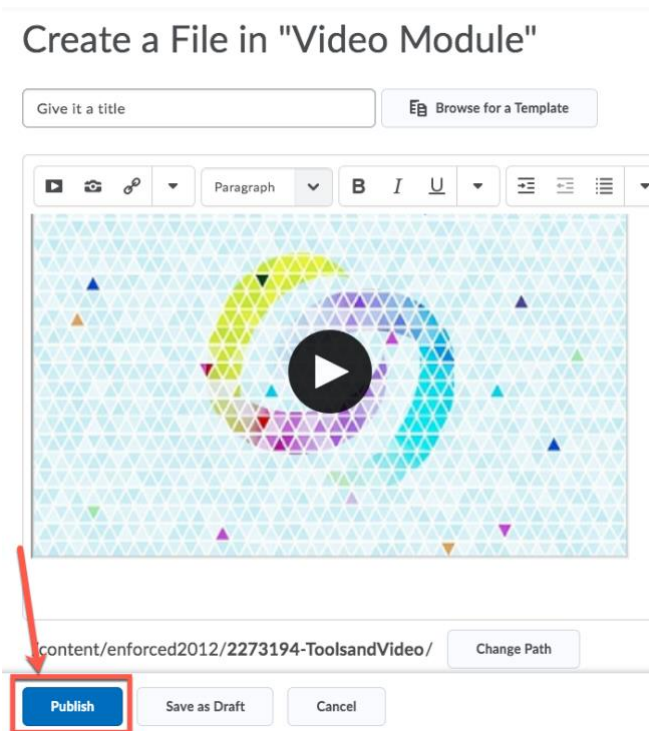 Create a File in "Video Module"
Give it a title
Browse for a Template
Paragraph
B I U
/content/enforced2012/2273194-ToolsandVideo/
Change Path
Publish
Save as Draft
Cancel